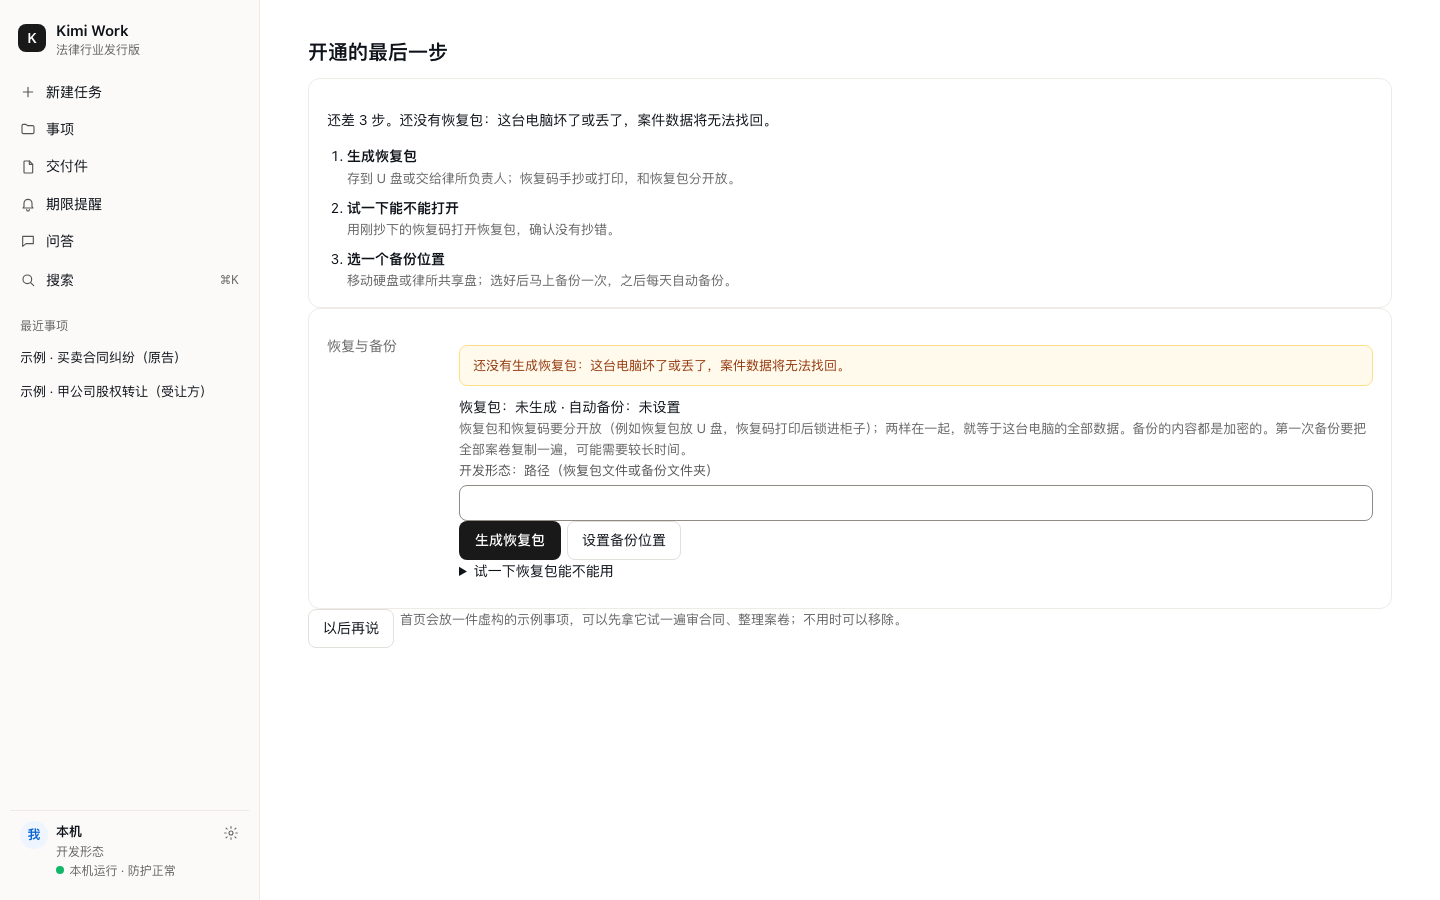 K
Kimi Work
法律行业发行版
新建任务
事项
交付件
期限提醒
问答
搜索 ⌘K
最近事项
示例 · 买卖合同纠纷（原告）
示例 · 甲公司股权转让（受让方）
我
本机
开发形态
本机运行 · 防护正常
开通的最后一步
还差 3 步。还没有恢复包：这台电脑坏了或丢了，案件数据将无法找回。
1. 生成恢复包
存到 U 盘或交给律所负责人；恢复码手抄或打印，和恢复包分开放。
2. 试一下能不能打开
用刚抄下的恢复码打开恢复包，确认没有抄错。
3. 选一个备份位置
移动硬盘或律所共享盘；选好后马上备份一次，之后每天自动备份。
恢复与备份
还没有生成恢复包：这台电脑坏了或丢了，案件数据将无法找回。
恢复包：未生成 · 自动备份：未设置
恢复包和恢复码要分开放（例如恢复包放 U 盘，恢复码打印后锁进柜子）；两样在一起，就等于这台电脑的全部数据。备份的内容都是加密的。第一次备份要把
全部案卷复制一遍，可能需要较长时间。
开发形态：路径（恢复包文件或备份文件夹）
生成恢复包 设置备份位置
▶ 试一下恢复包能不能用
以后再说 首页会放一件虚构的示例事项，可以先拿它试一遍审合同、整理案卷；不用时可以移除。